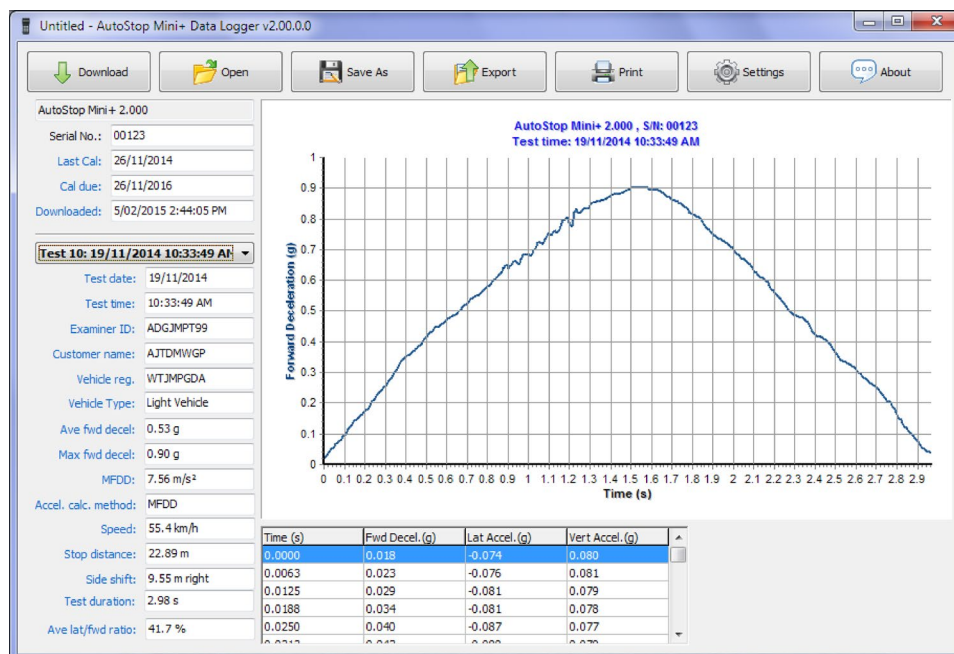 Untitled - AutoStop Mini+ Data Logger v2.00.0.0
Download Open Save As Export Print Settings About
AutoStop Mini+ 2.000
Serial No.: 00123
Last Cal: 26/11/2014
Cal due: 26/11/2016
Downloaded: 5/02/2015 2:44:05 PM
Test 10: 19/11/2014 10:33:49 AM
Test date: 19/11/2014
Test time: 10:33:49 AM
Examiner ID: ADGJMPT99
Customer name: AJTDMWGP
Vehicle reg. WTJMPGDA
Vehicle Type: Light Vehicle
Ave fwd decel: 0.53 g
Max fwd decel: 0.90 g
MFDD: 7.56 m/s²
Accel. calc. method: MFDD
Speed: 55.4 km/h
Stop distance: 22.89 m
Side shift: 9.55 m right
Test duration: 2.98 s
Ave lat/fwd ratio: 41.7 %
AutoStop Mini+ 2.000 , S/N: 00123
Test time: 19/11/2014 10:33:49 AM
Forward Deceleration (g)
1
0.9
0.8
0.7
0.6
0.5
0.4
0.3
0.2
0.1
0
0 0.1 0.2 0.3 0.4 0.5 0.6 0.7 0.8 0.9 1 1.1 1.2 1.3 1.4 1.5 1.6 1.7 1.8 1.9 2 2.1 2.2 2.3 2.4 2.5 2.6 2.7 2.8 2.9
Time (s)
Time (s) Fwd Decel.(g) Lat Accel.(g) Vert Accel.(g)
0.0000 0.018 -0.074 0.080
0.0063 0.023 -0.076 0.081
0.0125 0.029 -0.081 0.079
0.0188 0.034 -0.081 0.078
0.0250 0.040 -0.087 0.077